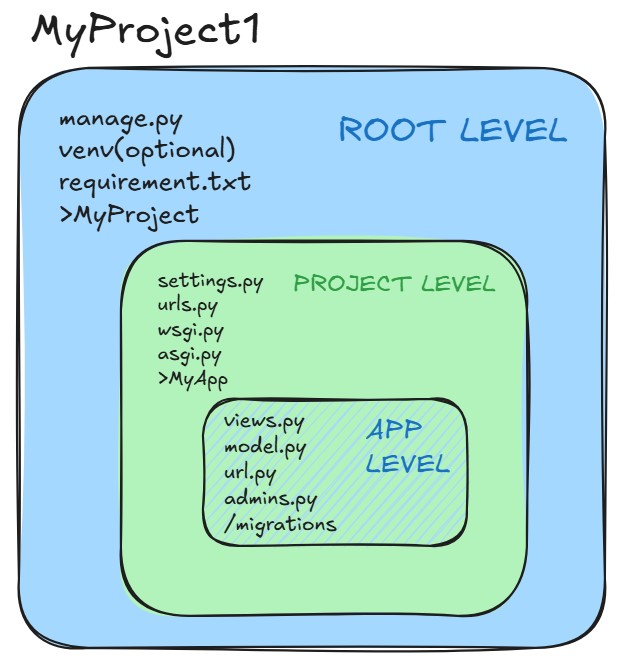 MyProject1
manage.py
ROOT LEVEL
venv(optional)
requirement.txt
>MyProject
settings.py
PROJECT LEVEL
urls.py
wsgi.py
asgi.py
>MyApp
views.py
APP
model.py
LEVEL
url.py
admins.py
/migrations